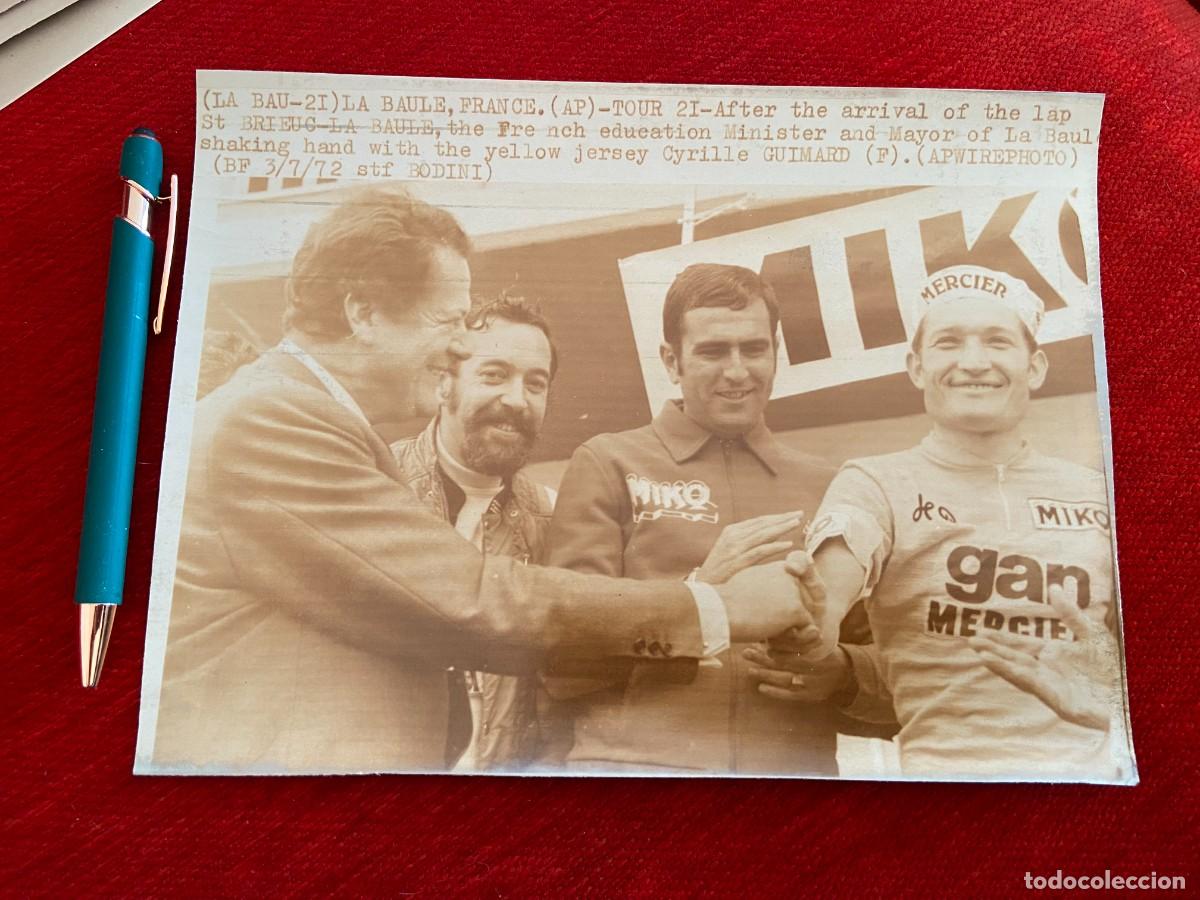 (LA BAU-2I)LA BAULE,FRANCE.(AP)-TOUR 2I-After the arrival of the lap
St BRIEUC-LA BAULE,the Fre nch education Minister and Mayor of La Baul
shaking hand with the yellow jersey Cyrille GUIMARD (F).(APWIREPHOTO)
(BF 3/7/72 stf BODINI)
MIKO
MERCIER
MIKO
MIKO
gan
MERCIE
todocoleccion